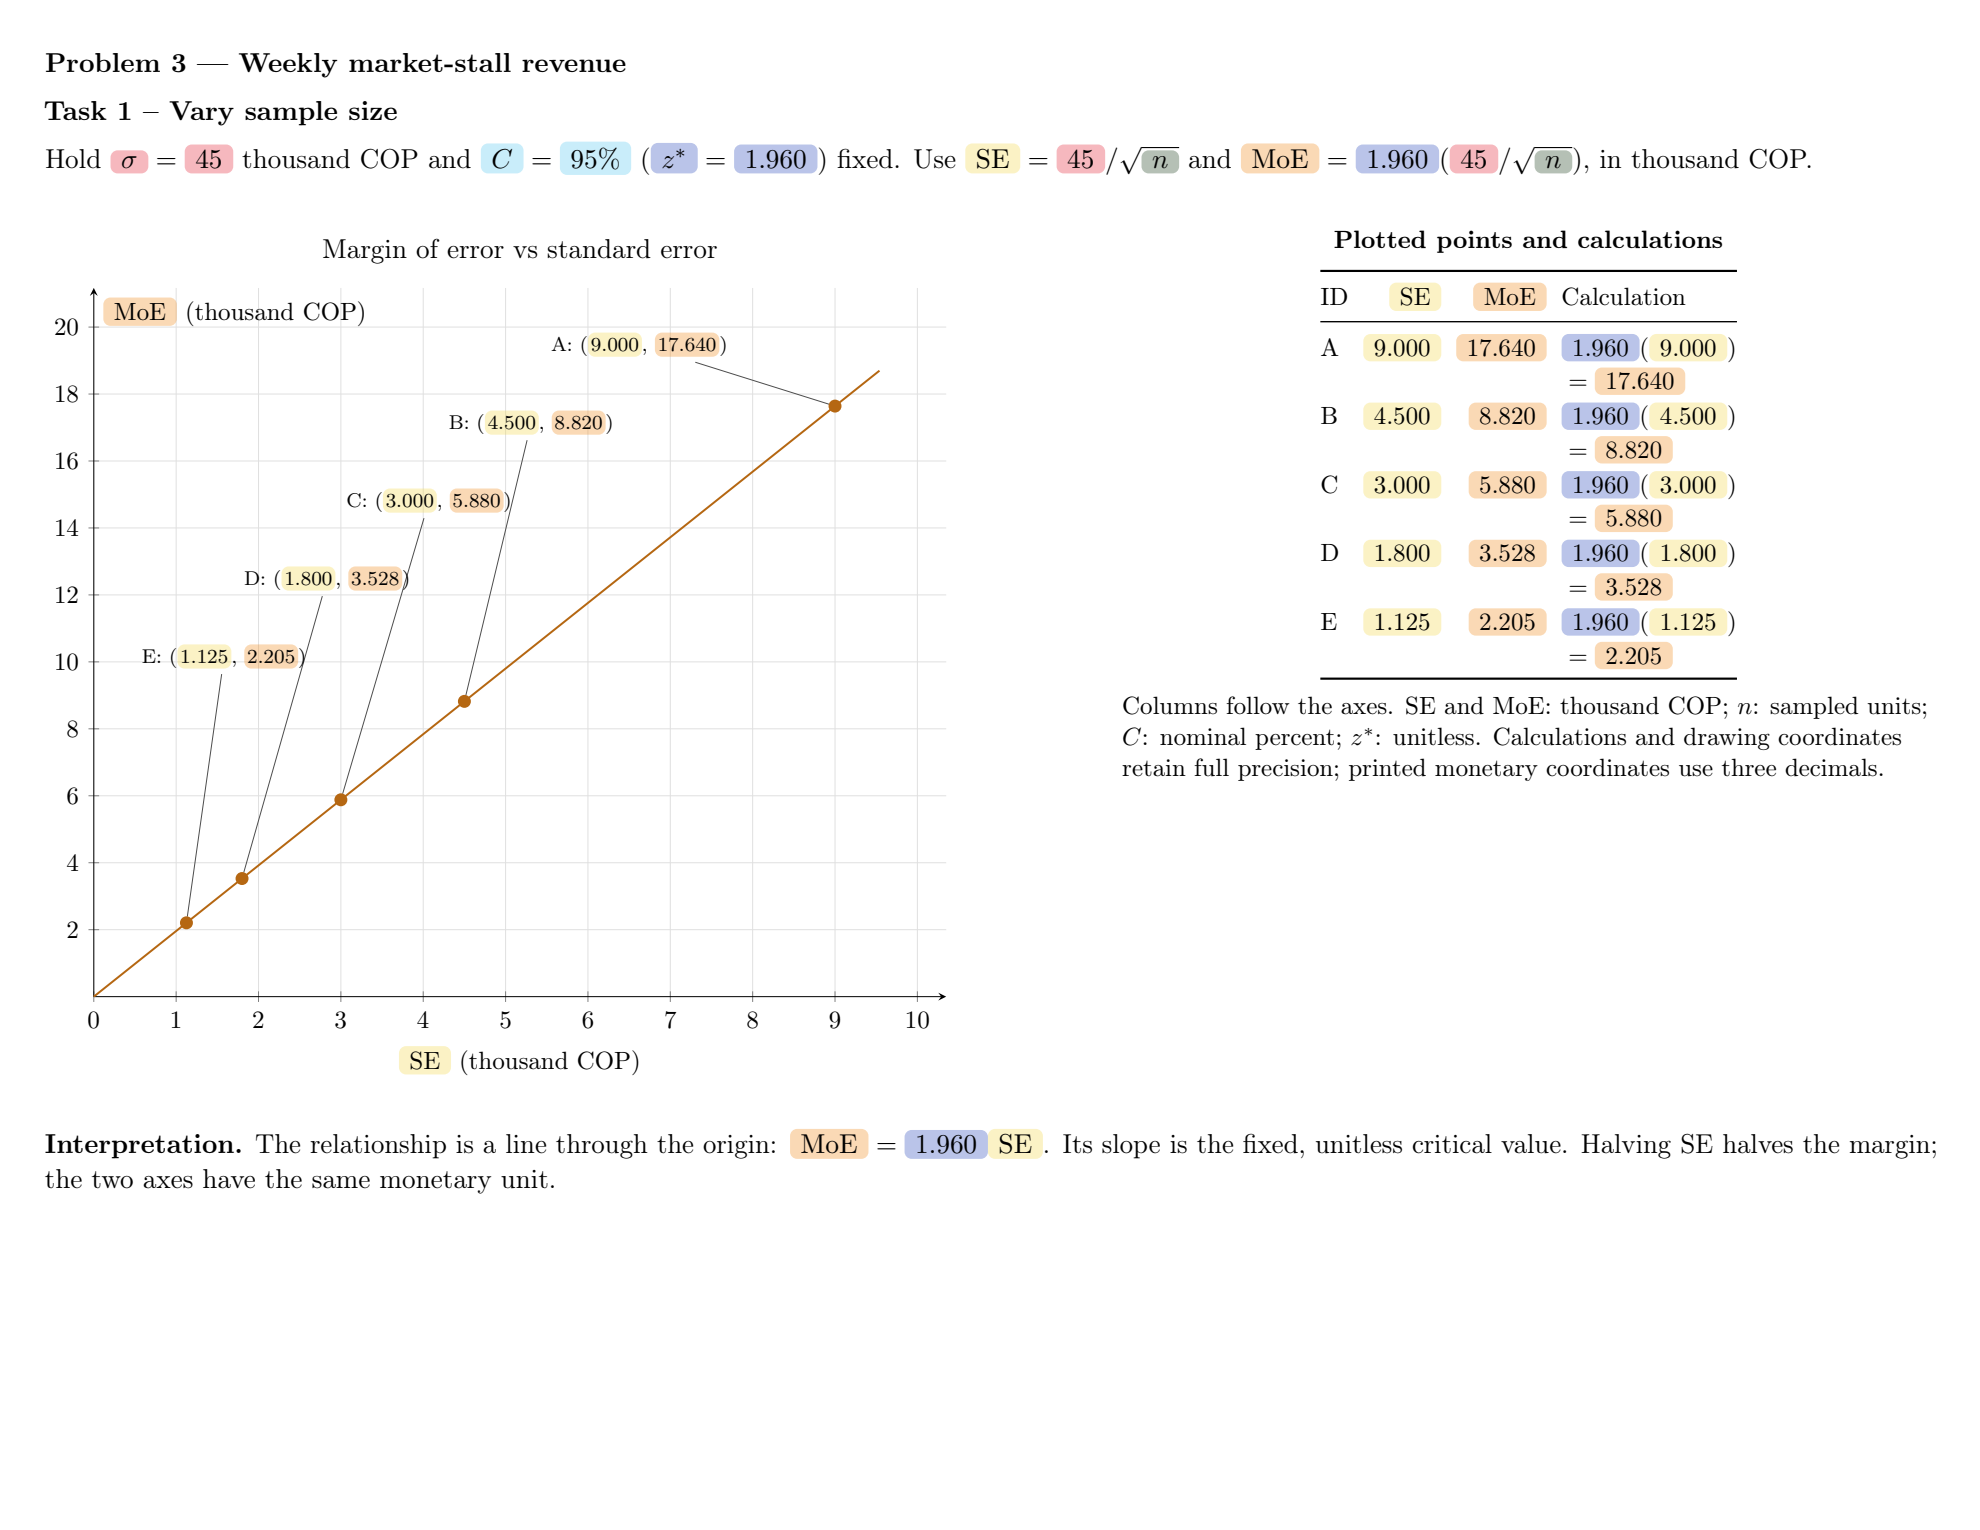 Problem 3 — Weekly market-stall revenue
Task 1 – Vary sample size
Hold σ = 45 thousand COP and C = 95% (z* = 1.960) fixed. Use SE = 45/√n and MoE = 1.960(45/√n), in thousand COP.
Margin of error vs standard error
MoE (thousand COP)
20
18
16
14
12
10
8
6
4
2
A: (9.000, 17.640)
B: (4.500, 8.820)
C: (3.000, 5.880)
D: (1.800, 3.528)
E: (1.125, 2.205)
0 1 2 3 4 5 6 7 8 9 10
SE (thousand COP)
Plotted points and calculations
ID SE MoE Calculation
A 9.000 17.640 1.960(9.000)
= 17.640
B 4.500 8.820 1.960(4.500)
= 8.820
C 3.000 5.880 1.960(3.000)
= 5.880
D 1.800 3.528 1.960(1.800)
= 3.528
E 1.125 2.205 1.960(1.125)
= 2.205
Columns follow the axes. SE and MoE: thousand COP; n: sampled units;
C: nominal percent; z*: unitless. Calculations and drawing coordinates
retain full precision; printed monetary coordinates use three decimals.
Interpretation. The relationship is a line through the origin: MoE = 1.960 SE. Its slope is the fixed, unitless critical value. Halving SE halves the margin;
the two axes have the same monetary unit.